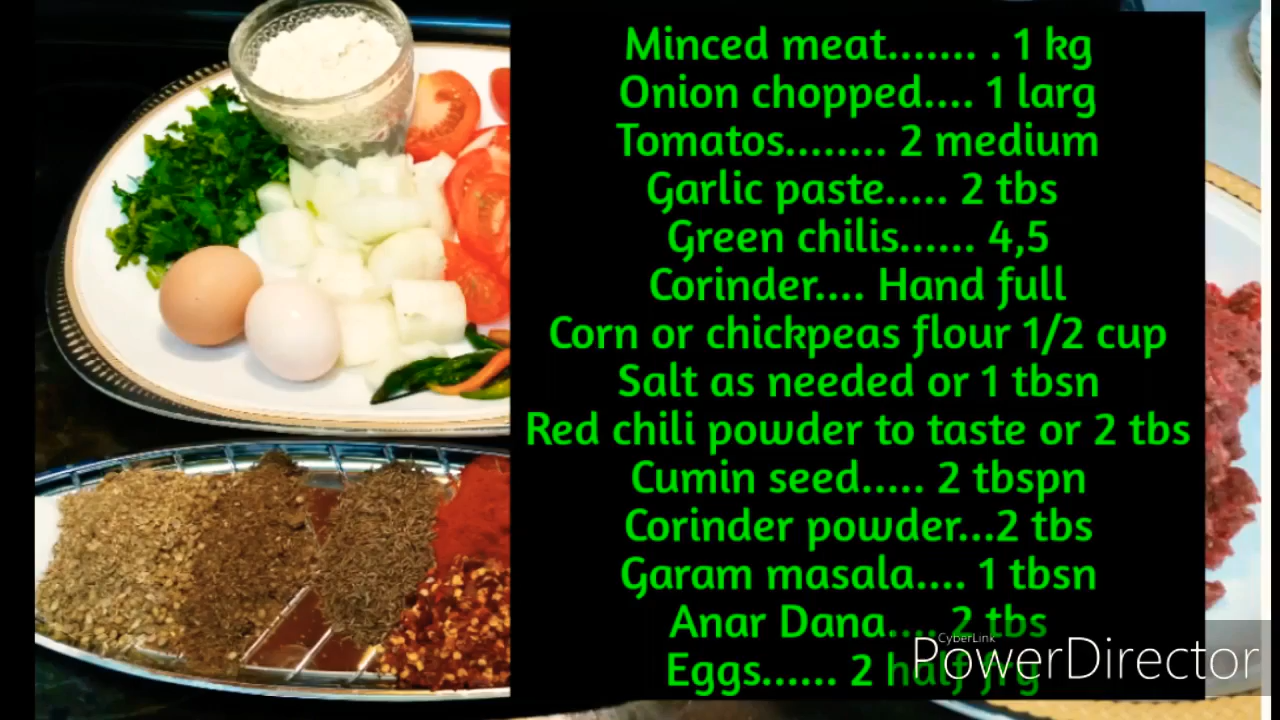 Minced meat....... . 1 kg
Onion chopped.... 1 larg
Tomatos........ 2 medium
Garlic paste..... 2 tbs
Green chilis...... 4,5
Corinder.... Hand full
Corn or chickpeas flour 1/2 cup
Salt as needed or 1 tbsn
Red chili powder to taste or 2 tbs
Cumin seed..... 2 tbspn
Corinder powder...2 tbs
Garam masala.... 1 tbsn
Anar Dana.... 2 tbs
Eggs...... 2 half fry
CyberLink
PowerDirector